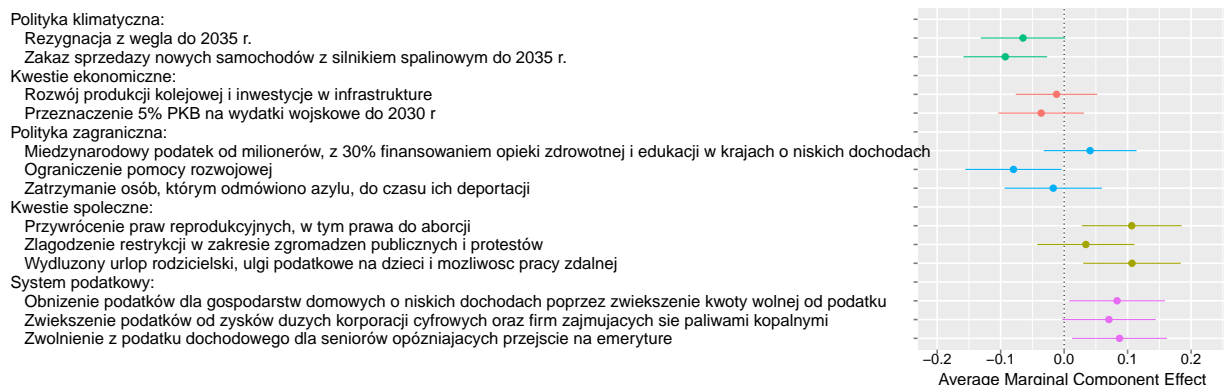 Polityka klimatyczna:
Rezygnacja z wegla do 2035 r.
Zakaz sprzedazy nowych samochodów z silnikiem spalinowym do 2035 r.
Kwestie ekonomiczne:
Rozwój produkcji kolejowej i inwestycje w infrastrukture
Przeznaczenie 5% PKB na wydatki wojskowe do 2030 r
Polityka zagraniczna:
Miedzynarodowy podatek od milionerów, z 30% finansowaniem opieki zdrowotnej i edukacji w krajach o niskich dochodach
Ograniczenie pomocy rozwojowej
Zatrzymanie osób, którym odmówiono azylu, do czasu ich deportacji
Kwestie społeczne:
Przywrócenie praw reprodukcyjnych, w tym prawa do aborcji
Zlagodzenie restrykcji w zakresie zgromadzen publicznych i protestów
Wydluzony urlop rodzicielski, ulgi podatkowe na dzieci i mozliwosc pracy zdalnej
System podatkowy:
Obnizenie podatków dla gospodarstw domowych o niskich dochodach poprzez zwiekszenie kwoty wolnej od podatku
Zwiekszenie podatków od zysków duzych korporacji cyfrowych oraz firm zajmujacych sie paliwami kopalnymi
Zwolnienie z podatku dochodowego dla seniorów opózniajacych przejscie na emeryture
−0.2 −0.1 0.0 0.1 0.2
Average Marginal Component Effect